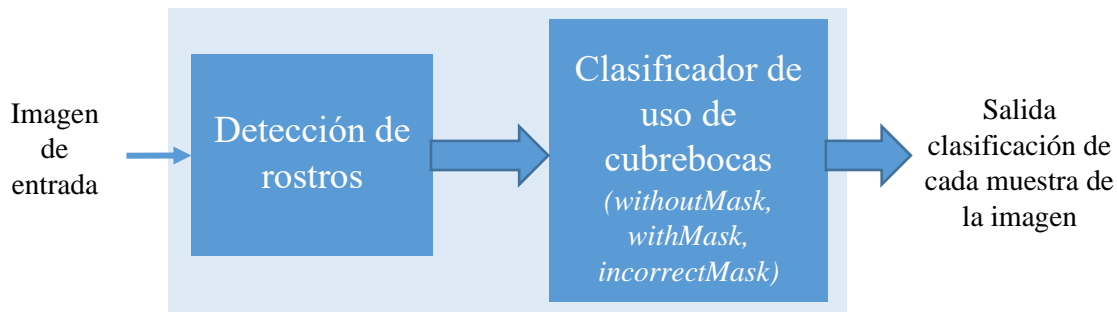 Imagen
de
entrada
Detección de
rostros
Clasificador de
uso de
cubrebocas
(withoutMask,
withMask,
incorrectMask)
Salida
clasificación de
cada muestra de
la imagen